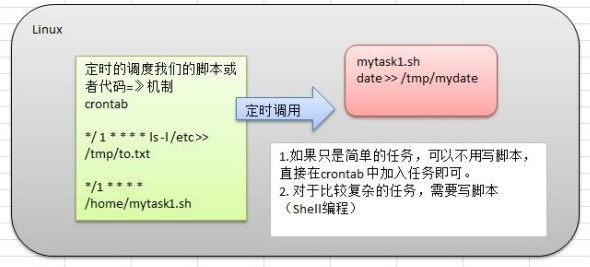 Linux
定时的调度我们的脚本或
者代码=》机制
crontab
*/ 1 * * * * ls -l /etc >>
/tmp/to.txt
*/1 * * * *
/home/mytask1.sh
定时调用
mytask1.sh
date >> /tmp/mydate
1.如果只是简单的任务，可以不用写脚本，
直接在crontab 中加入任务即可。
2. 对于比较复杂的任务，需要写脚本
（Shell编程）